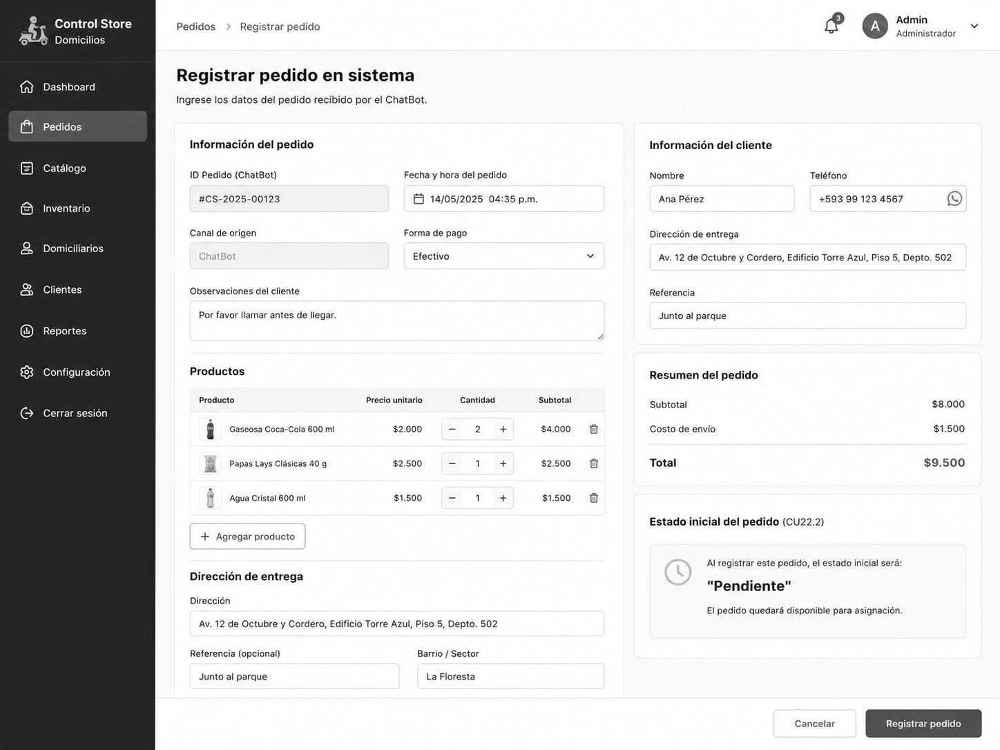 Control Store
Domicilios
Dashboard
Pedidos
Catálogo
Inventario
Domiciliarios
Clientes
Reportes
Configuración
Cerrar sesión
Pedidos > Registrar pedido
3
A
Admin
Administrador
Registrar pedido en sistema
Ingrese los datos del pedido recibido por el ChatBot.
Información del pedido
ID Pedido (ChatBot)
#CS-2025-00123
Fecha y hora del pedido
14/05/2025 04:35 p.m.
Canal de origen
ChatBot
Forma de pago
Efectivo
Observaciones del cliente
Por favor llamar antes de llegar.
Productos
Producto Precio unitario Cantidad Subtotal
Gaseosa Coca-Cola 600 ml $2.000 − 2 + $4.000
Papas Lays Clásicas 40 g $2.500 − 1 + $2.500
Agua Cristal 600 ml $1.500 − 1 + $1.500
+ Agregar producto
Dirección de entrega
Dirección
Av. 12 de Octubre y Cordero, Edificio Torre Azul, Piso 5, Depto. 502
Referencia (opcional)
Junto al parque
Barrio / Sector
La Floresta
Información del cliente
Nombre
Ana Pérez
Teléfono
+593 99 123 4567
Dirección de entrega
Av. 12 de Octubre y Cordero, Edificio Torre Azul, Piso 5, Depto. 502
Referencia
Junto al parque
Resumen del pedido
Subtotal $8.000
Costo de envío $1.500
Total $9.500
Estado inicial del pedido (CU22.2)
Al registrar este pedido, el estado inicial será:
"Pendiente"
El pedido quedará disponible para asignación.
Cancelar
Registrar pedido